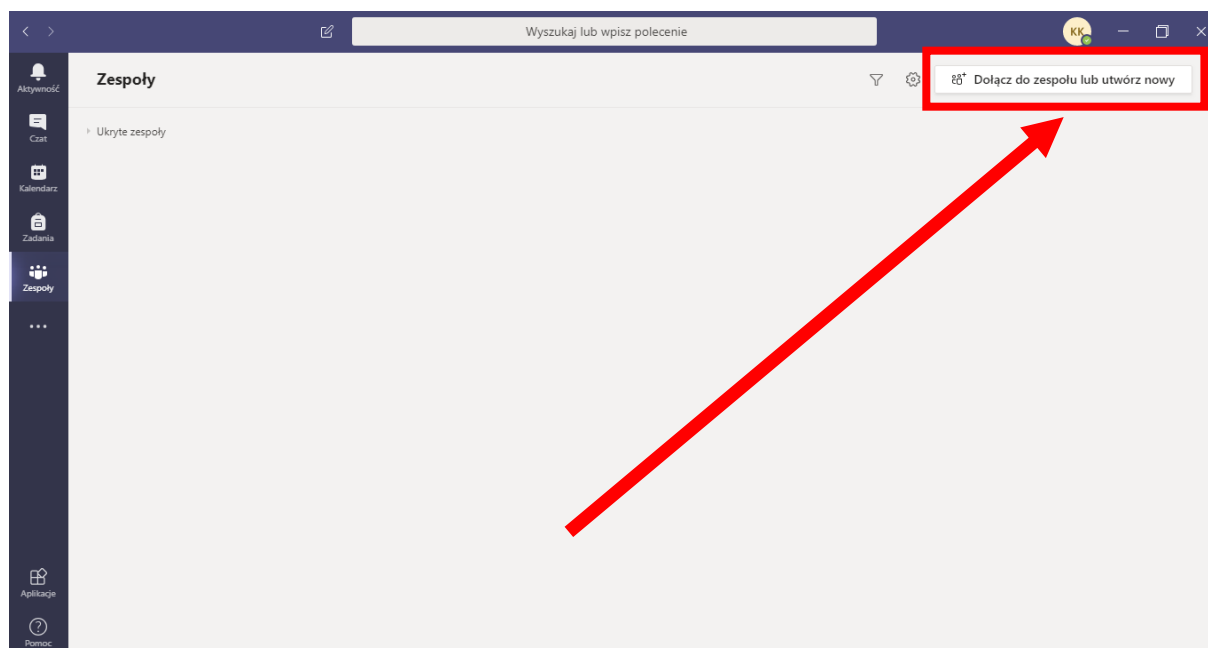 Wyszukaj lub wpisz polecenie
KK
Aktywność
Zespoły
Dołącz do zespołu lub utwórz nowy
Ukryte zespoły
Czat
Kalendarz
Zadania
Zespoły
Aplikacje
Pomoc